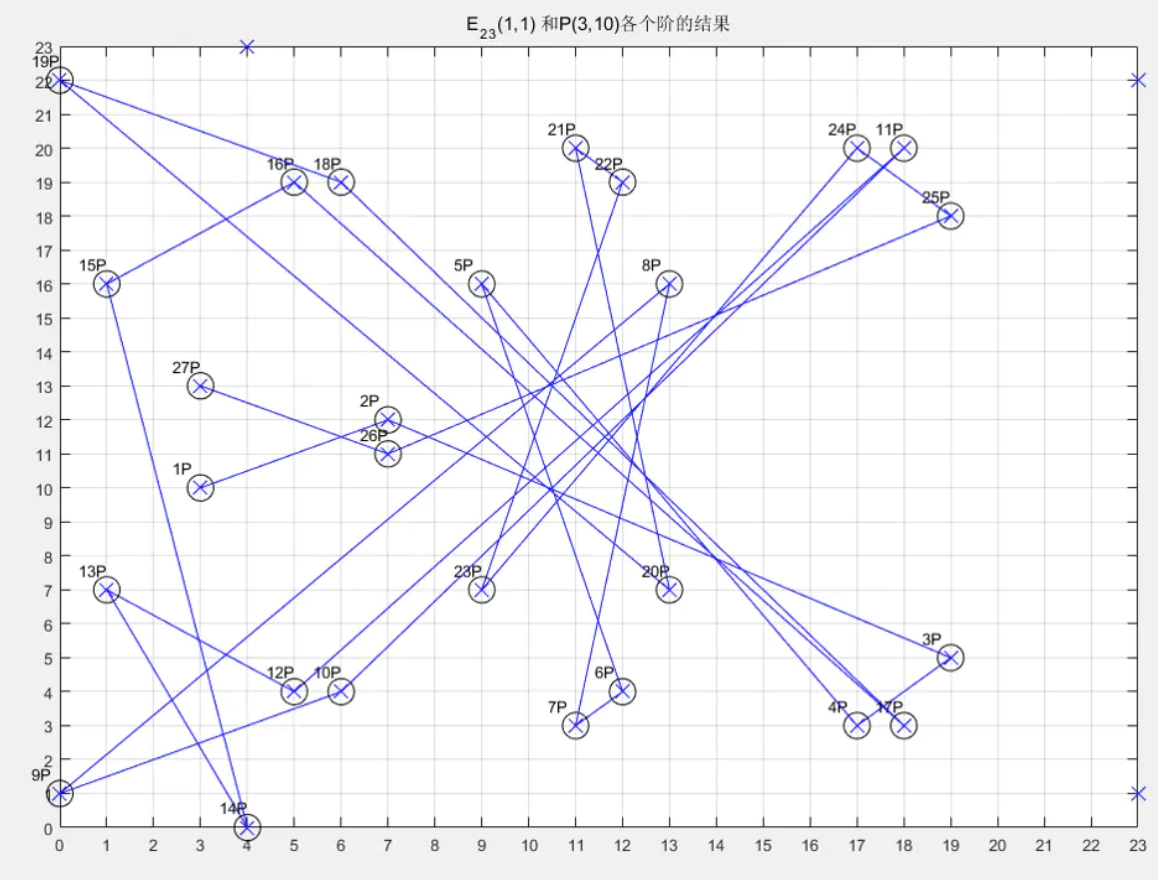 E23(1,1) 和P(3,10)各个阶的结果
23
19P
22
21
21P
24P
11P
20
16P
18P
22P
19
25P
18
17
15P
5P
8P
16
15
14
27P
13
2P
12
26P
11
1P
10
9
8
13P
23P
20P
7
6
3P
5
12P
10P
6P
4
7P
4P
17P
3
2
9P
1
14P
0
0 1 2 3 4 5 6 7 8 9 10 11 12 13 14 15 16 17 18 19 20 21 22 23